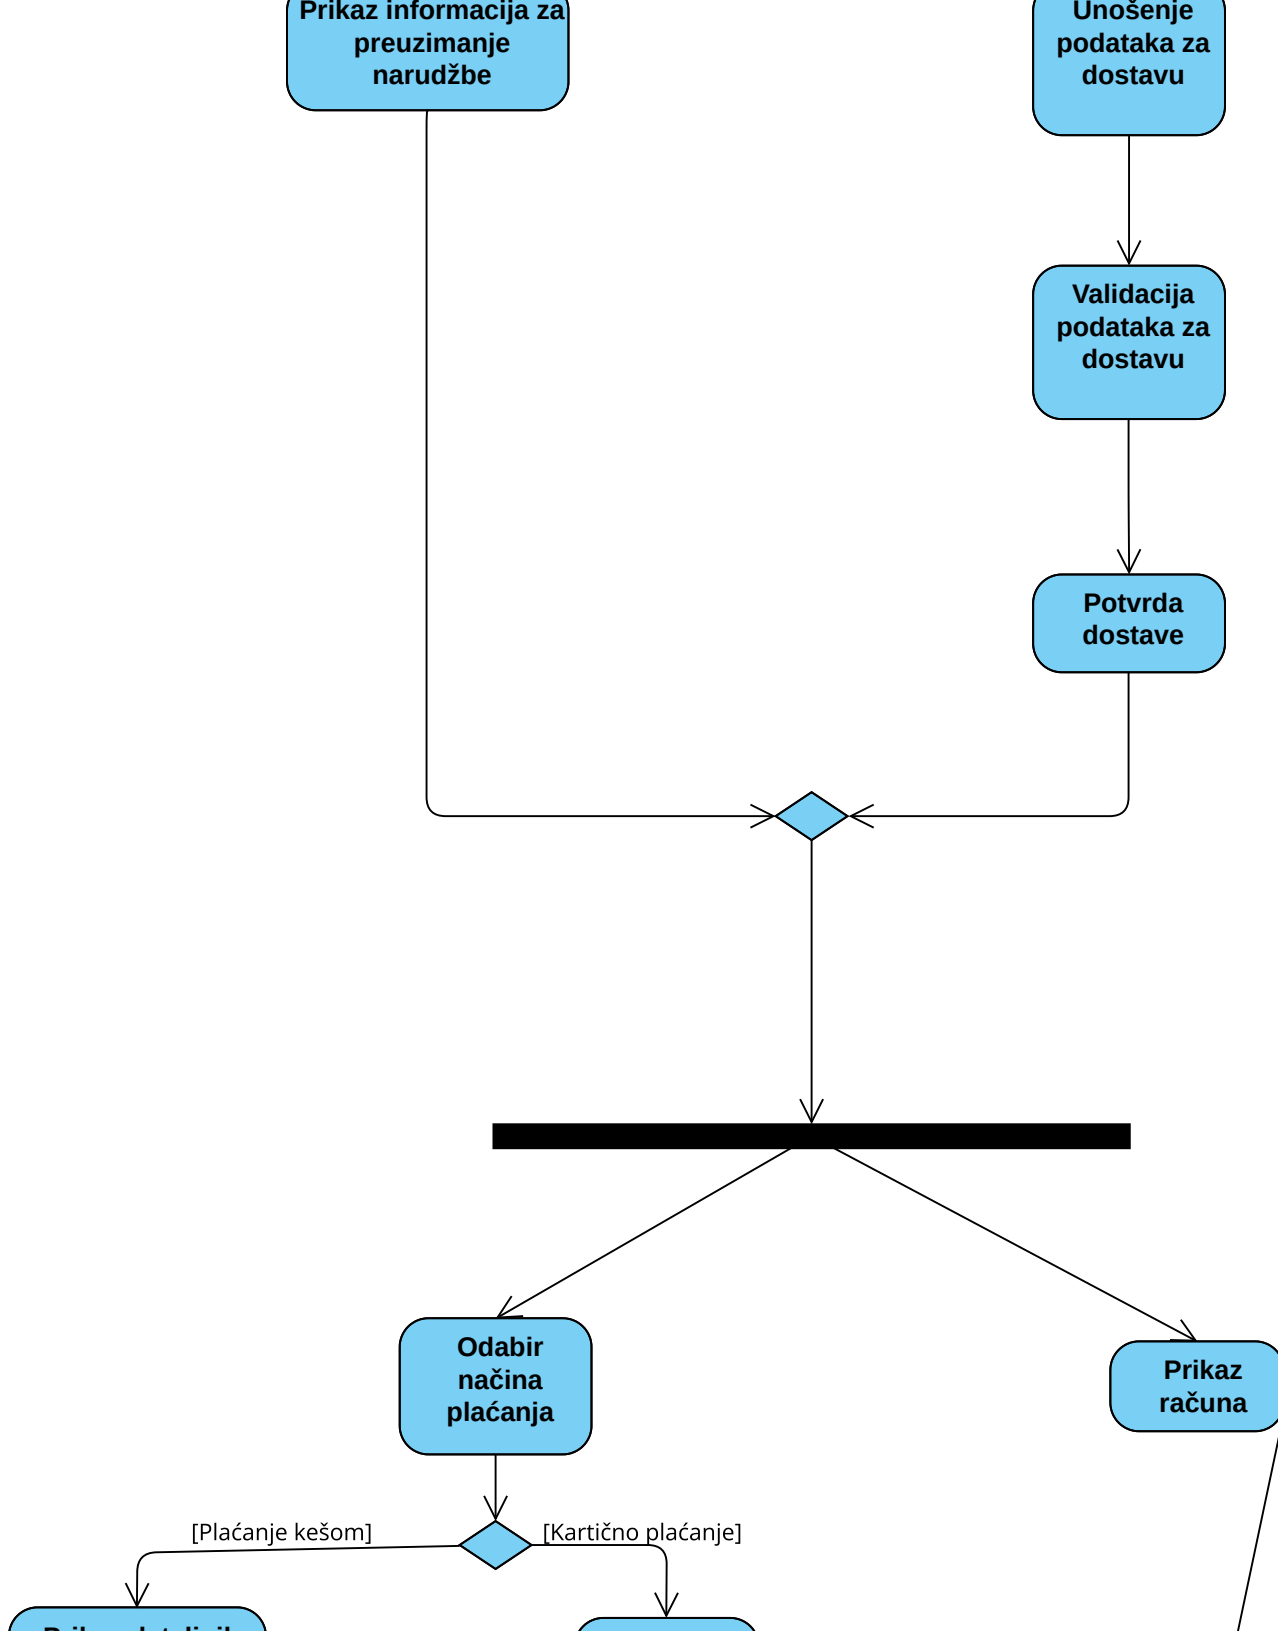 Prikaz informacija za
preuzimanje
narudžbe
Unošenje
podataka za
dostavu
Validacija
podataka za
dostavu
Potvrda
dostave
Odabir
načina
plaćanja
Prikaz
računa
[Plaćanje kešom]
[Kartično plaćanje]